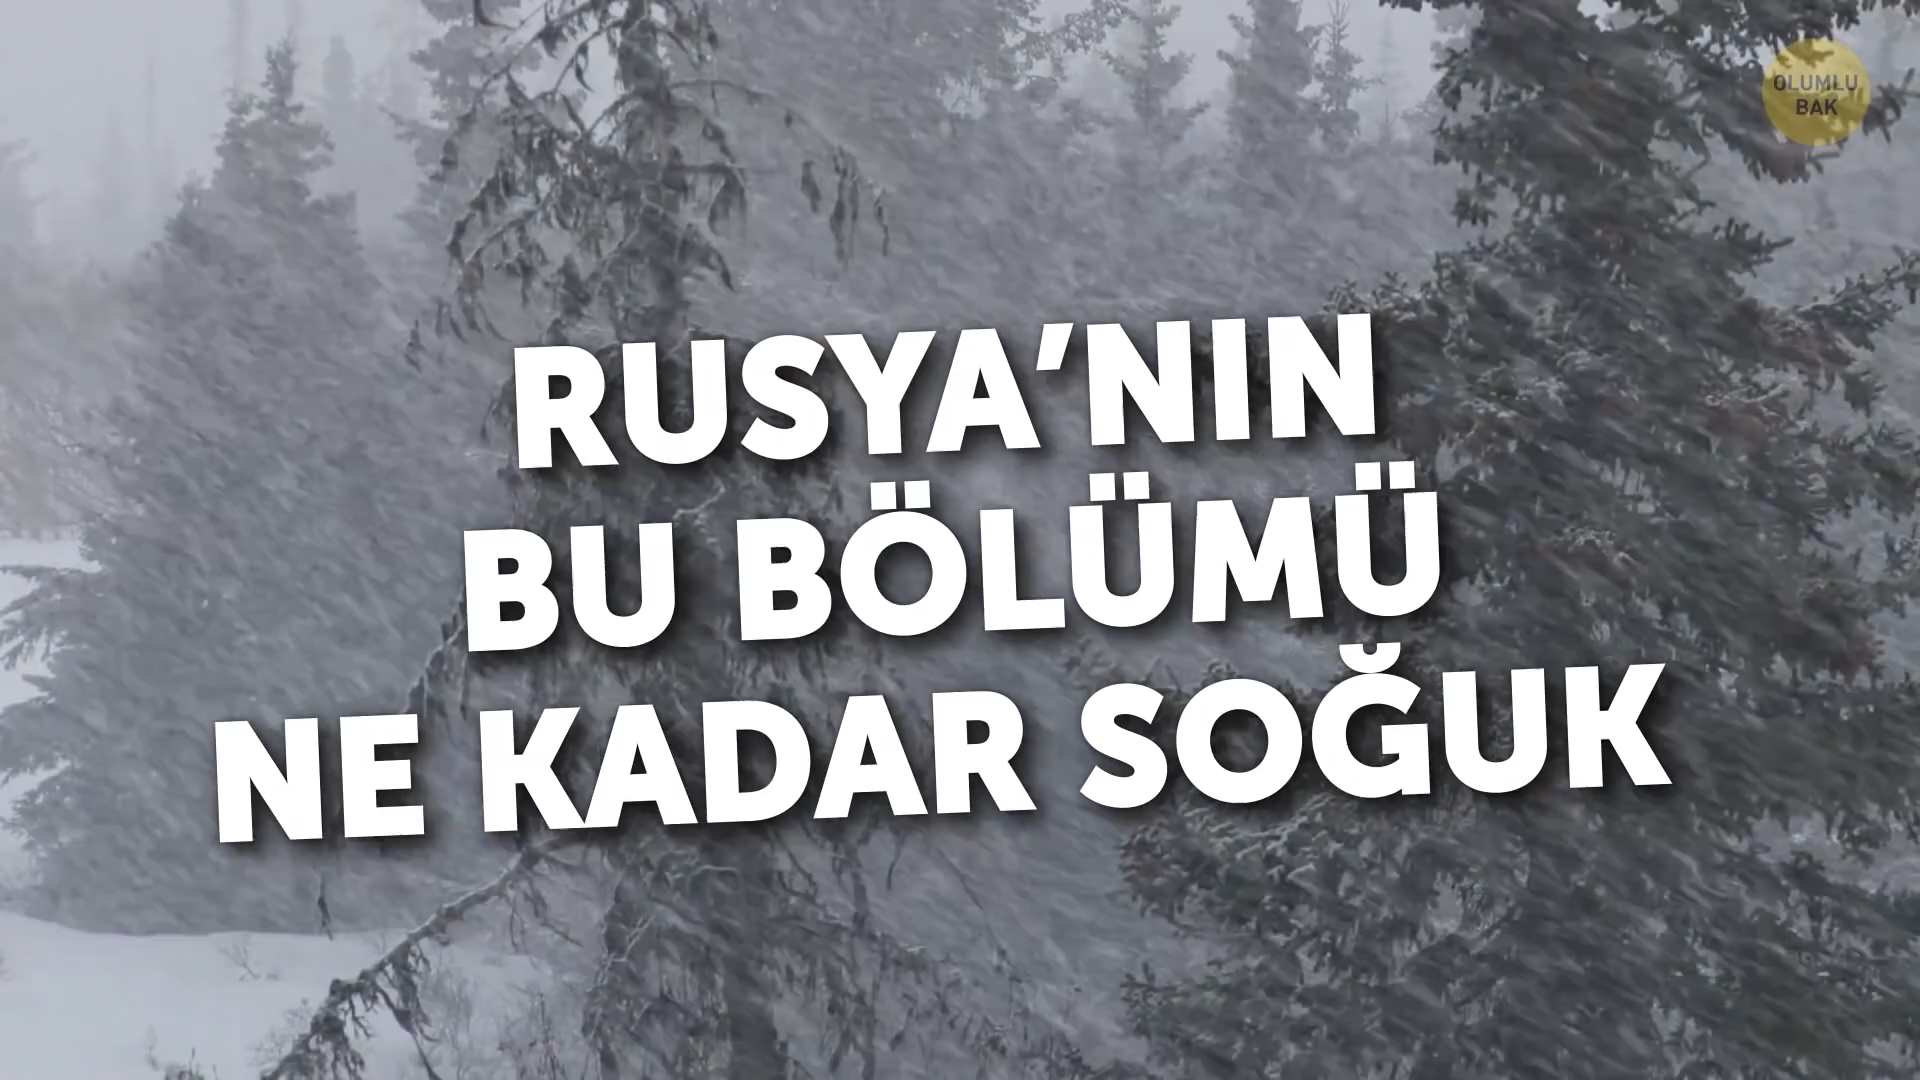 OLUMLU
BAK
RUSYA’NIN
BU BÖLÜMÜ
NE KADAR SOĞUK